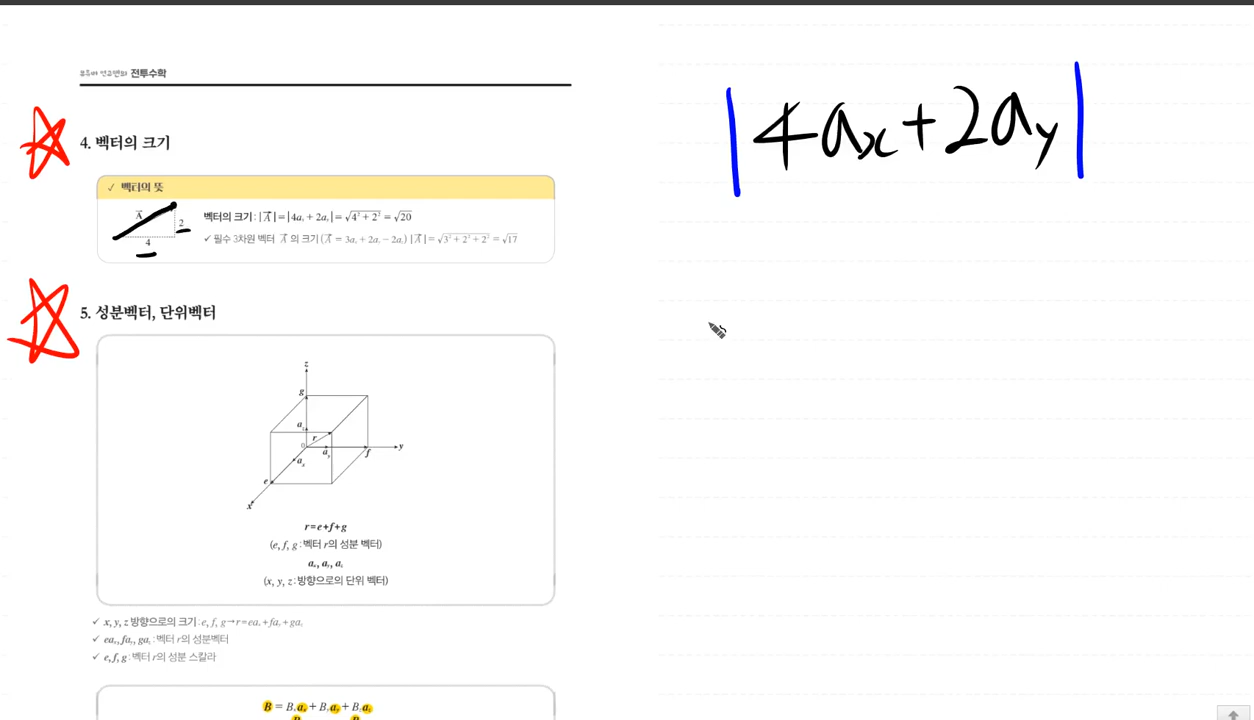 전투수학
4. 벡터의 크기
✓ 벡터의 뜻
A
2
4
벡터의 크기 : |A⃗| = |4aₓ + 2aᵧ| = √4² + 2² = √20
✓ 필수 3차원 벡터 A⃗ 의 크기 (A⃗ = 3aₓ + 2aᵧ - 2a_z) |A⃗| = √3² + 2² + 2² = √17
5. 성분벡터, 단위벡터
z
g
a_z
r
0
aᵧ
y
f
aₓ
e
x
r=e+f+g
(e, f, g : 벡터 r의 성분 벡터)
aₓ, aᵧ, a_z
(x, y, z : 방향으로의 단위 벡터)
✓ x, y, z 방향으로의 크기 : e, f, g → r=eaₓ+faᵧ+ga_z
✓ eaₓ, faᵧ, ga_z : 벡터 r의 성분벡터
✓ e, f, g : 벡터 r의 성분 스칼라
B = Bₓaₓ + Bᵧaᵧ + B_za_z
|4aₓ+2aᵧ|